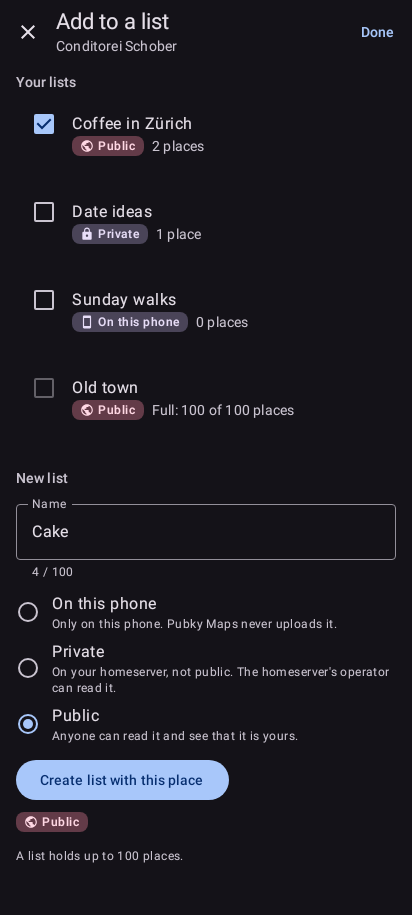 Add to a list
Conditorei Schober
Done
Your lists
Coffee in Zürich
Public 2 places
Date ideas
Private 1 place
Sunday walks
On this phone 0 places
Old town
Public Full: 100 of 100 places
New list
Name
Cake
4 / 100
On this phone
Only on this phone. Pubky Maps never uploads it.
Private
On your homeserver, not public. The homeserver's operator
can read it.
Public
Anyone can read it and see that it is yours.
Create list with this place
Public
A list holds up to 100 places.